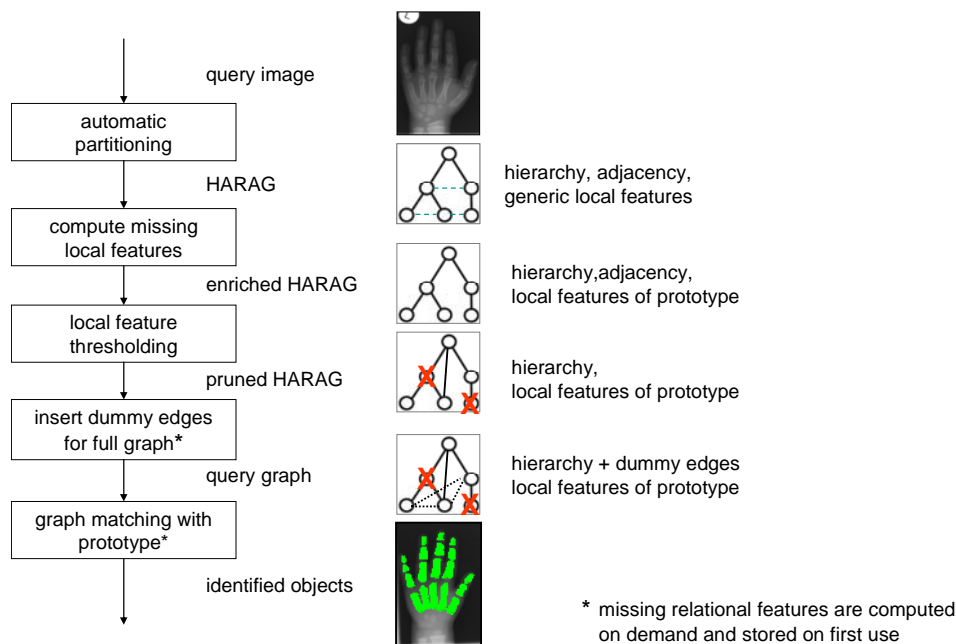 query image
automatic
partitioning
HARAG
hierarchy, adjacency,
generic local features
compute missing
local features
enriched HARAG
hierarchy,adjacency,
local features of prototype
local feature
thresholding
pruned HARAG
hierarchy,
local features of prototype
insert dummy edges
for full graph*
query graph
hierarchy + dummy edges
local features of prototype
graph matching with
prototype*
identified objects
* missing relational features are computed
on demand and stored on first use